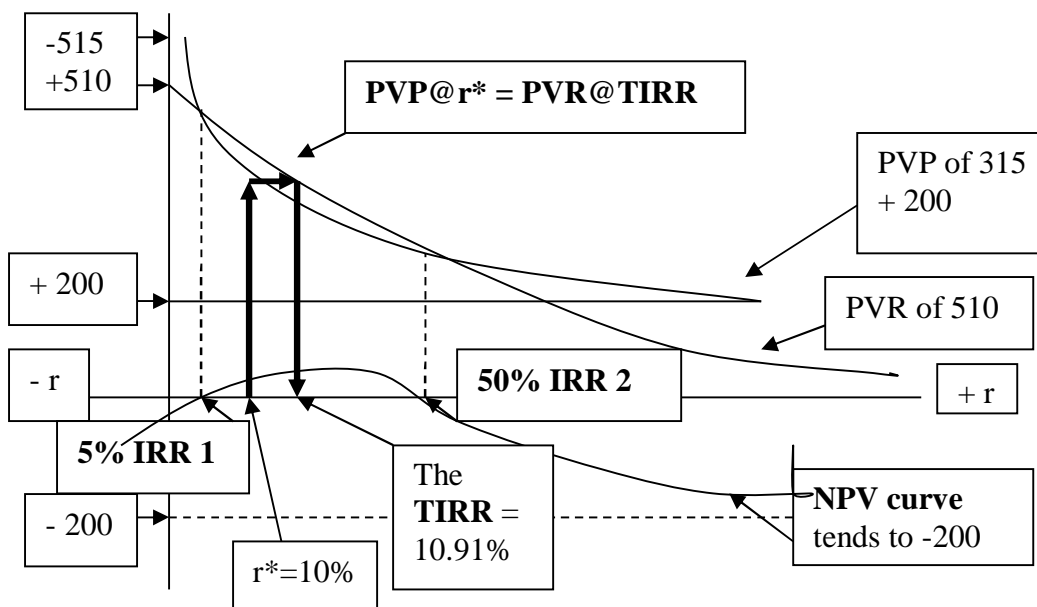 -515
+510
PVP@r* = PVR@TIRR
PVP of 315
+ 200
+ 200
PVR of 510
- r
50% IRR 2
+ r
5% IRR 1
The
TIRR =
10.91%
NPV curve
tends to -200
- 200
r*=10%